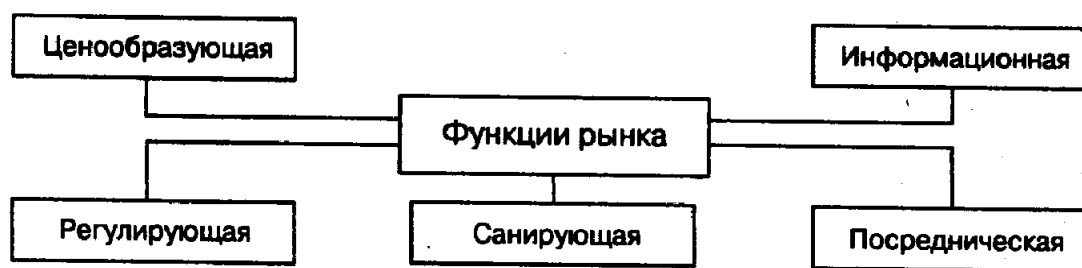 Ценообразующая
Информационная
Функции рынка
Регулирующая
Санирующая
Посредническая